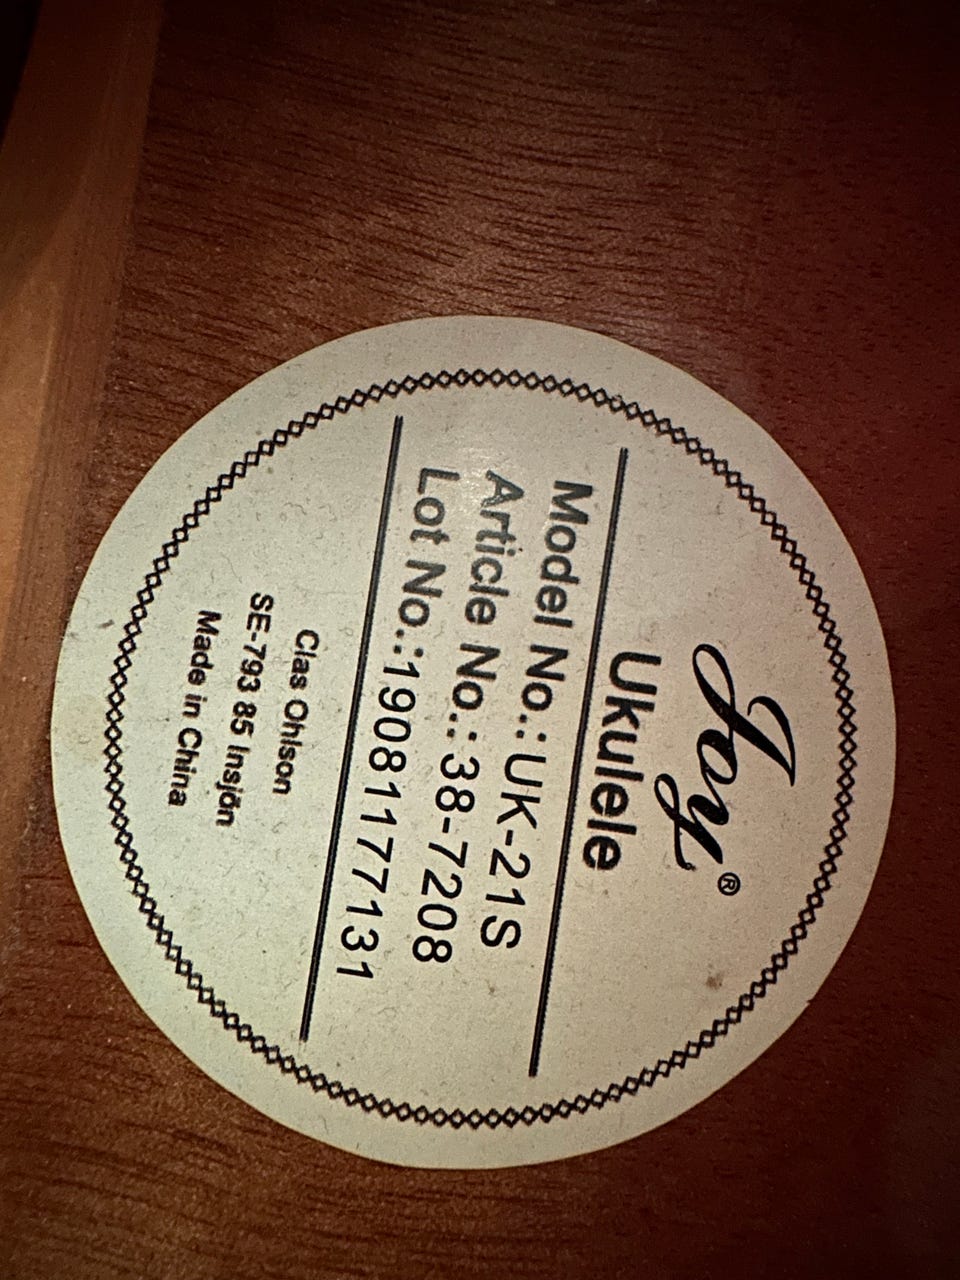 Joy®
Ukulele
Model No.: UK-21S
Article No.: 38-7208
Lot No.:19081177131
Clas Ohlson
SE-793 85 Insjön
Made in China